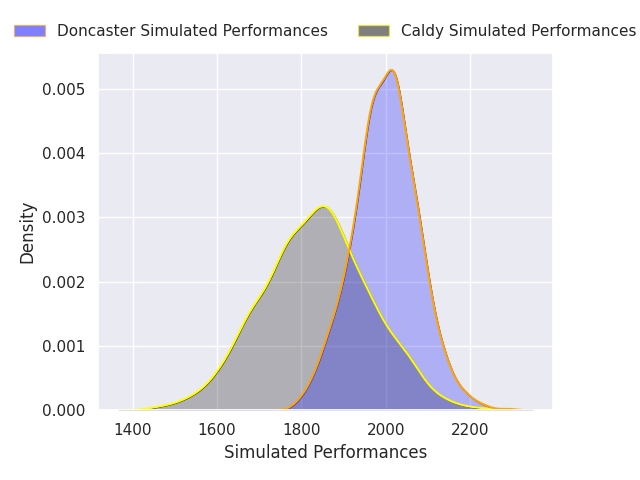 Doncaster Simulated Performances
Caldy Simulated Performances
0.005
0.004
0.003
0.002
0.001
0.000
Density
1400 1600 1800 2000 2200
Simulated Performances